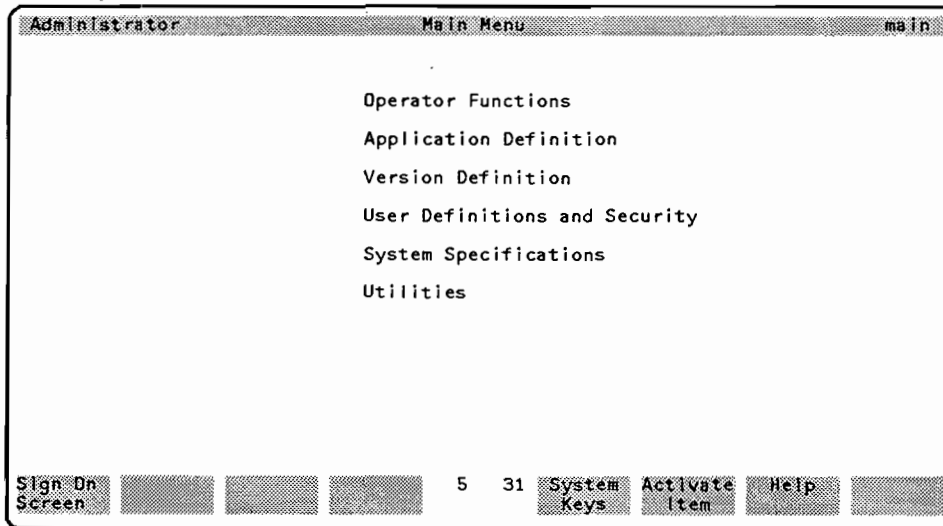 Administrator Main Menu main
Operator Functions
Application Definition
Version Definition
User Definitions and Security
System Specifications
Utilities
Sign On Screen 5 31 System Keys Activate Item Help